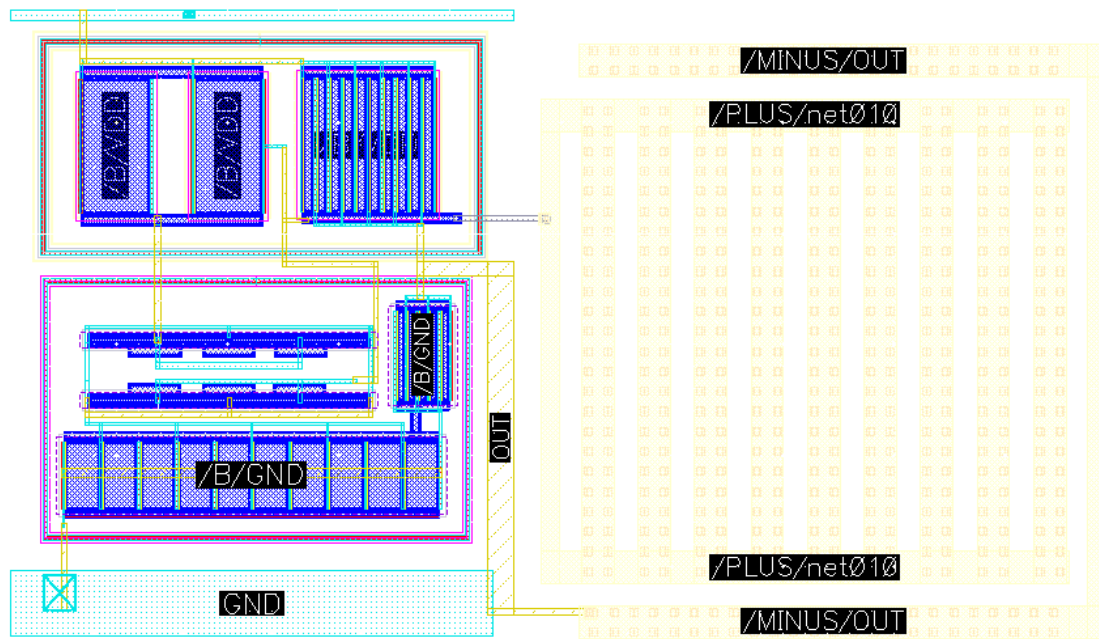 /MINUS/OUT
/PLUS/net010
/B/VDD
/B/VDD
/B/GND
OUT
/B/GND
/PLUS/net010
GND
/MINUS/OUT